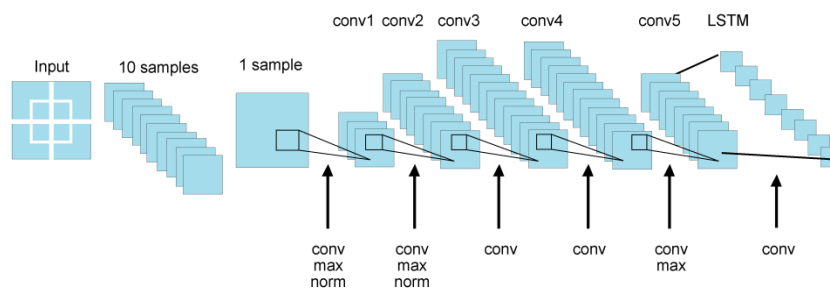 conv1 conv2 conv3 conv4 conv5 LSTM
Input 10 samples 1 sample
conv
max
norm
conv
max
norm
conv
conv
conv
max
conv